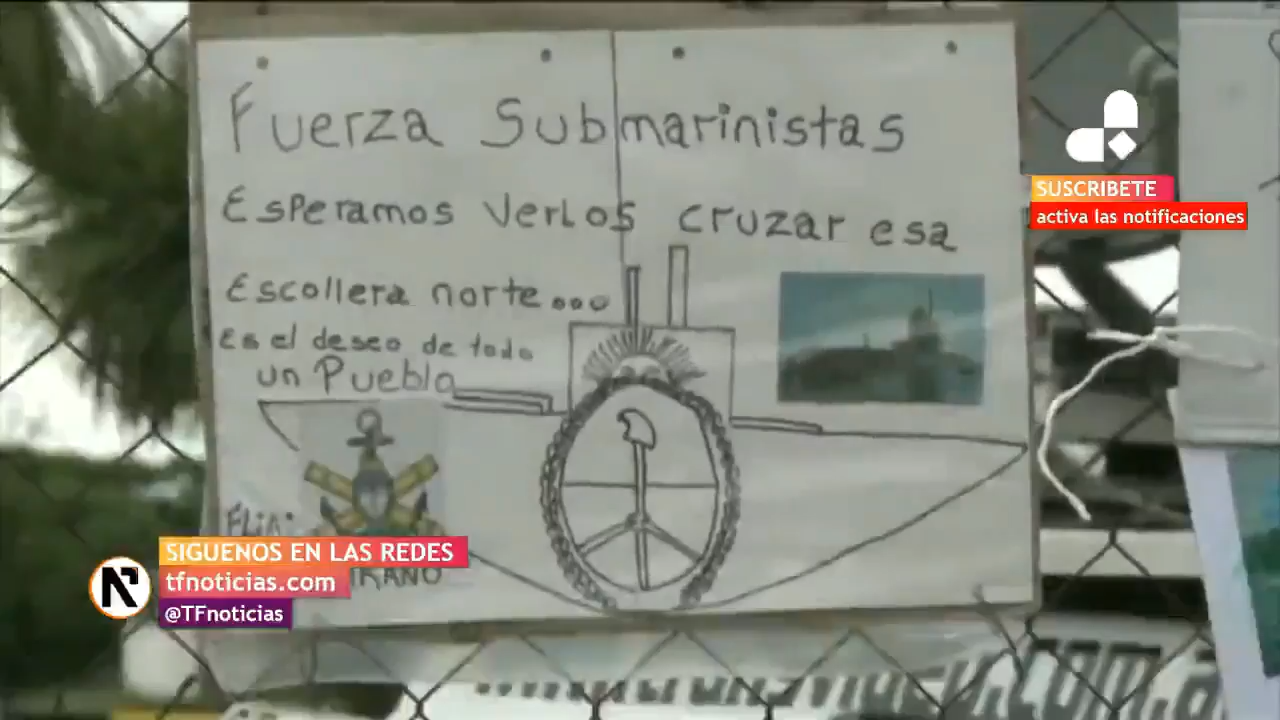 Fuerza Submarinistas
Esperamos verlos cruzar esa
Escollera norte...
Es el deseo de todo
un Pueblo
SUSCRIBETE
activa las notificaciones
SIGUENOS EN LAS REDES
tfnoticias.com
@TFnoticias